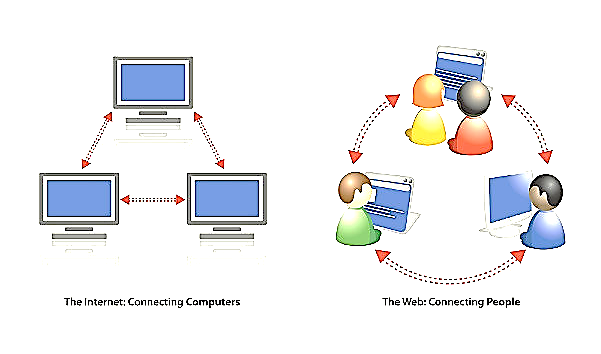 The Internet: Connecting Computers
The Web: Connecting People